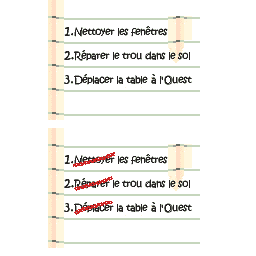 1.Nettoyer les fenêtres
2.Réparer le trou dans le sol
3.Déplacer la table à l'Ouest
1.Nettoyer les fenêtres
2.Réparer le trou dans le sol
3.Déplacer la table à l'Ouest